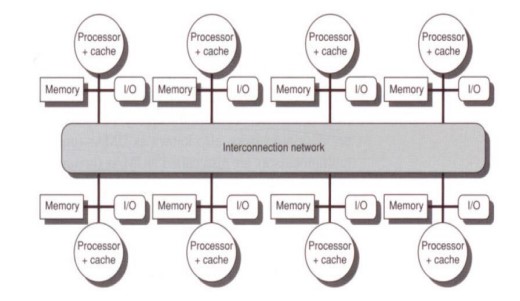 Processor Processor Processor Processor
+ cache + cache + cache + cache
Memory I/O Memory I/O Memory I/O Memory I/O
Interconnection network
Memory I/O Memory I/O Memory I/O Memory I/O
Processor Processor Processor Processor
+ cache + cache + cache + cache